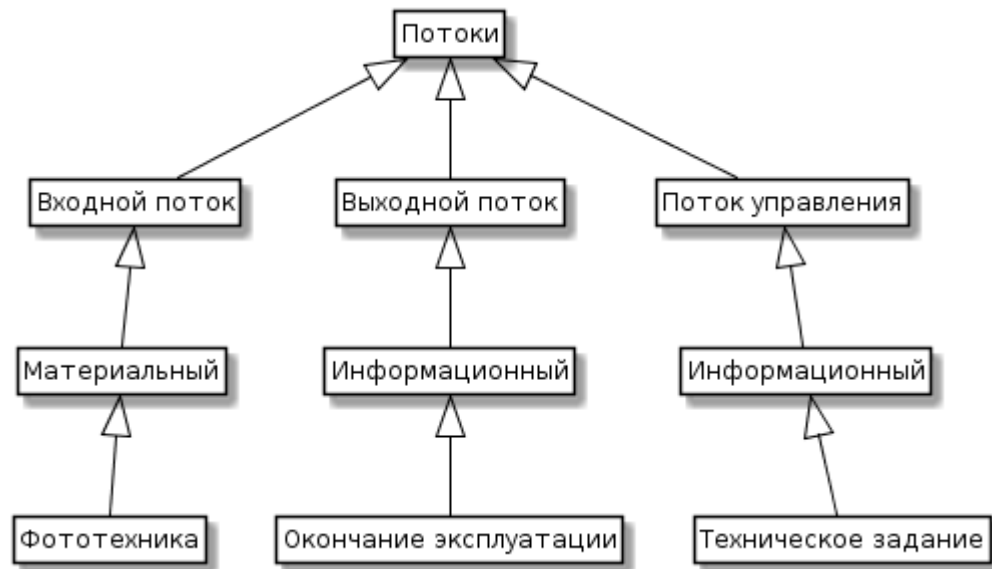 Потоки
Входной поток
Выходной поток
Поток управления
Материальный
Информационный
Информационный
Фототехника
Окончание эксплуатации
Техническое задание